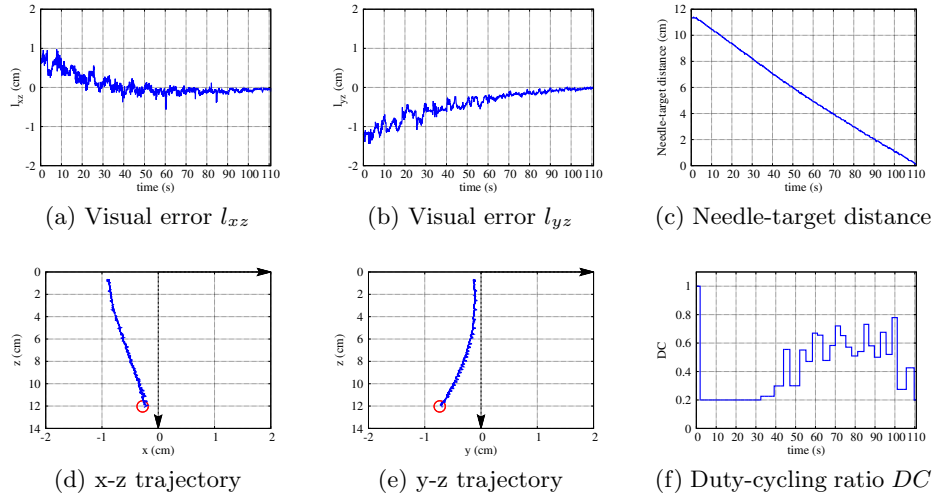 2
1
0
-1
-2
l_xz (cm)
0 10 20 30 40 50 60 70 80 90 100 110
time (s)
(a) Visual error l_xz
2
1
0
-1
-2
l_yz (cm)
0 10 20 30 40 50 60 70 80 90 100 110
time (s)
(b) Visual error l_yz
12
10
8
6
4
2
0
Needle-target distance (cm)
0 10 20 30 40 50 60 70 80 90 100 110
time (s)
(c) Needle-target distance
0
2
4
6
8
10
12
14
z (cm)
-2 -1 0 1 2
x (cm)
(d) x-z trajectory
0
2
4
6
8
10
12
14
z (cm)
-2 -1 0 1 2
y (cm)
(e) y-z trajectory
1
0.8
0.6
0.4
0.2
0
DC
0 10 20 30 40 50 60 70 80 90 100 110
time (s)
(f) Duty-cycling ratio DC